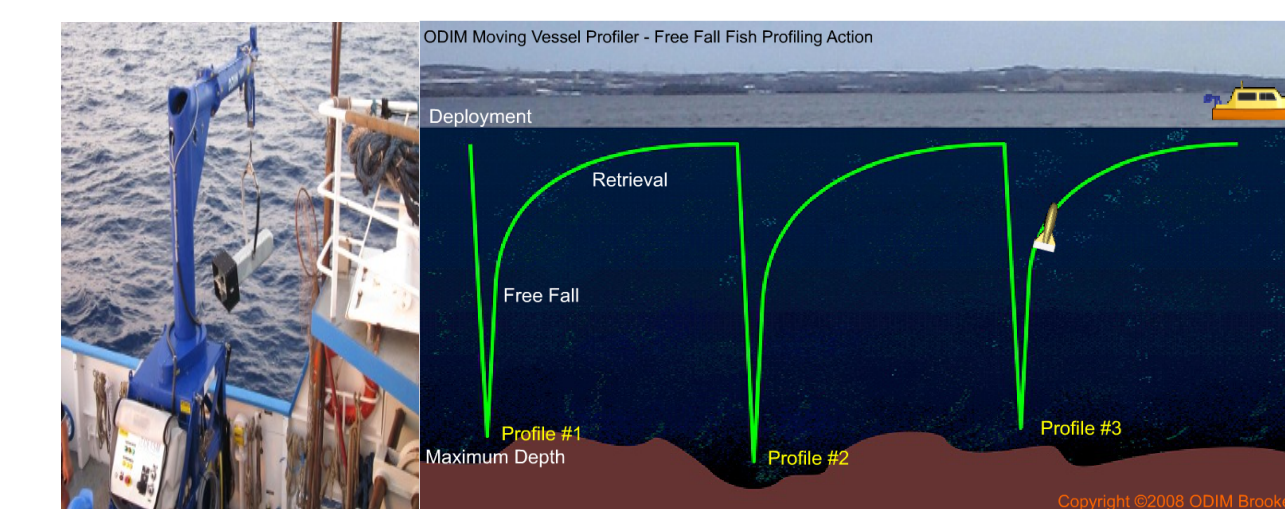 ODIM Moving Vessel Profiler - Free Fall Fish Profiling Action
Deployment
Retrieval
Free Fall
Profile #1
Maximum Depth
Profile #2
Profile #3
Copyright ©2008 ODIM Brooke